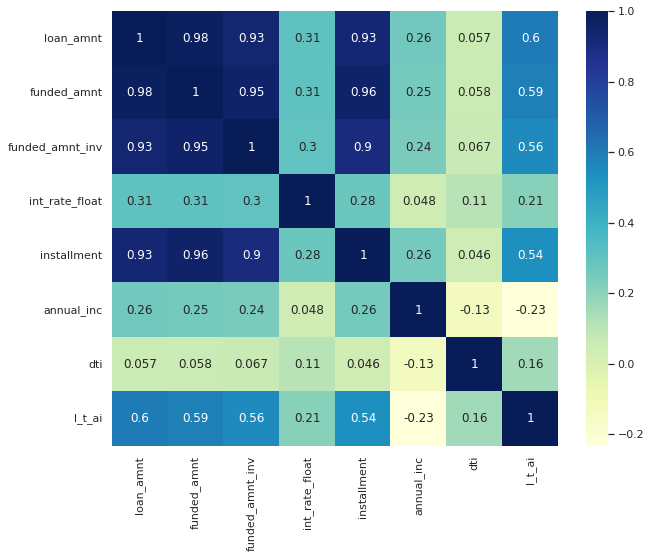 loan_amnt 1 0.98 0.93 0.31 0.93 0.26 0.057 0.6
funded_amnt 0.98 1 0.95 0.31 0.96 0.25 0.058 0.59
funded_amnt_inv 0.93 0.95 1 0.3 0.9 0.24 0.067 0.56
int_rate_float 0.31 0.31 0.3 1 0.28 0.048 0.11 0.21
installment 0.93 0.96 0.9 0.28 1 0.26 0.046 0.54
annual_inc 0.26 0.25 0.24 0.048 0.26 1 -0.13 -0.23
dti 0.057 0.058 0.067 0.11 0.046 -0.13 1 0.16
l_t_ai 0.6 0.59 0.56 0.21 0.54 -0.23 0.16 1
loan_amnt
funded_amnt
funded_amnt_inv
int_rate_float
installment
annual_inc
dti
l_t_ai
1.0
0.8
0.6
0.4
0.2
0.0
−0.2